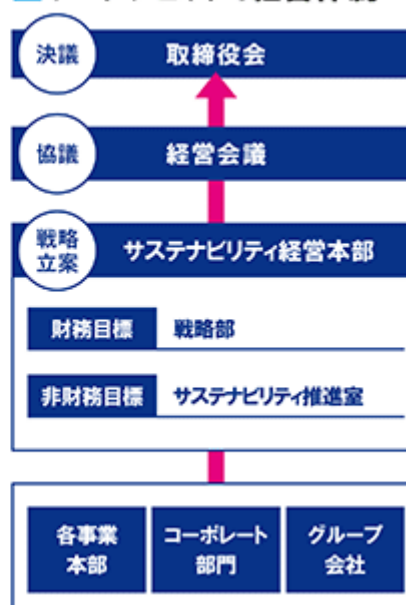 決議
取締役会
協議
経営会議
戦略
立案
サステナビリティ経営本部
財務目標
戦略部
非財務目標
サステナビリティ推進室
各事業
本部
コーポレート
部門
グループ
会社